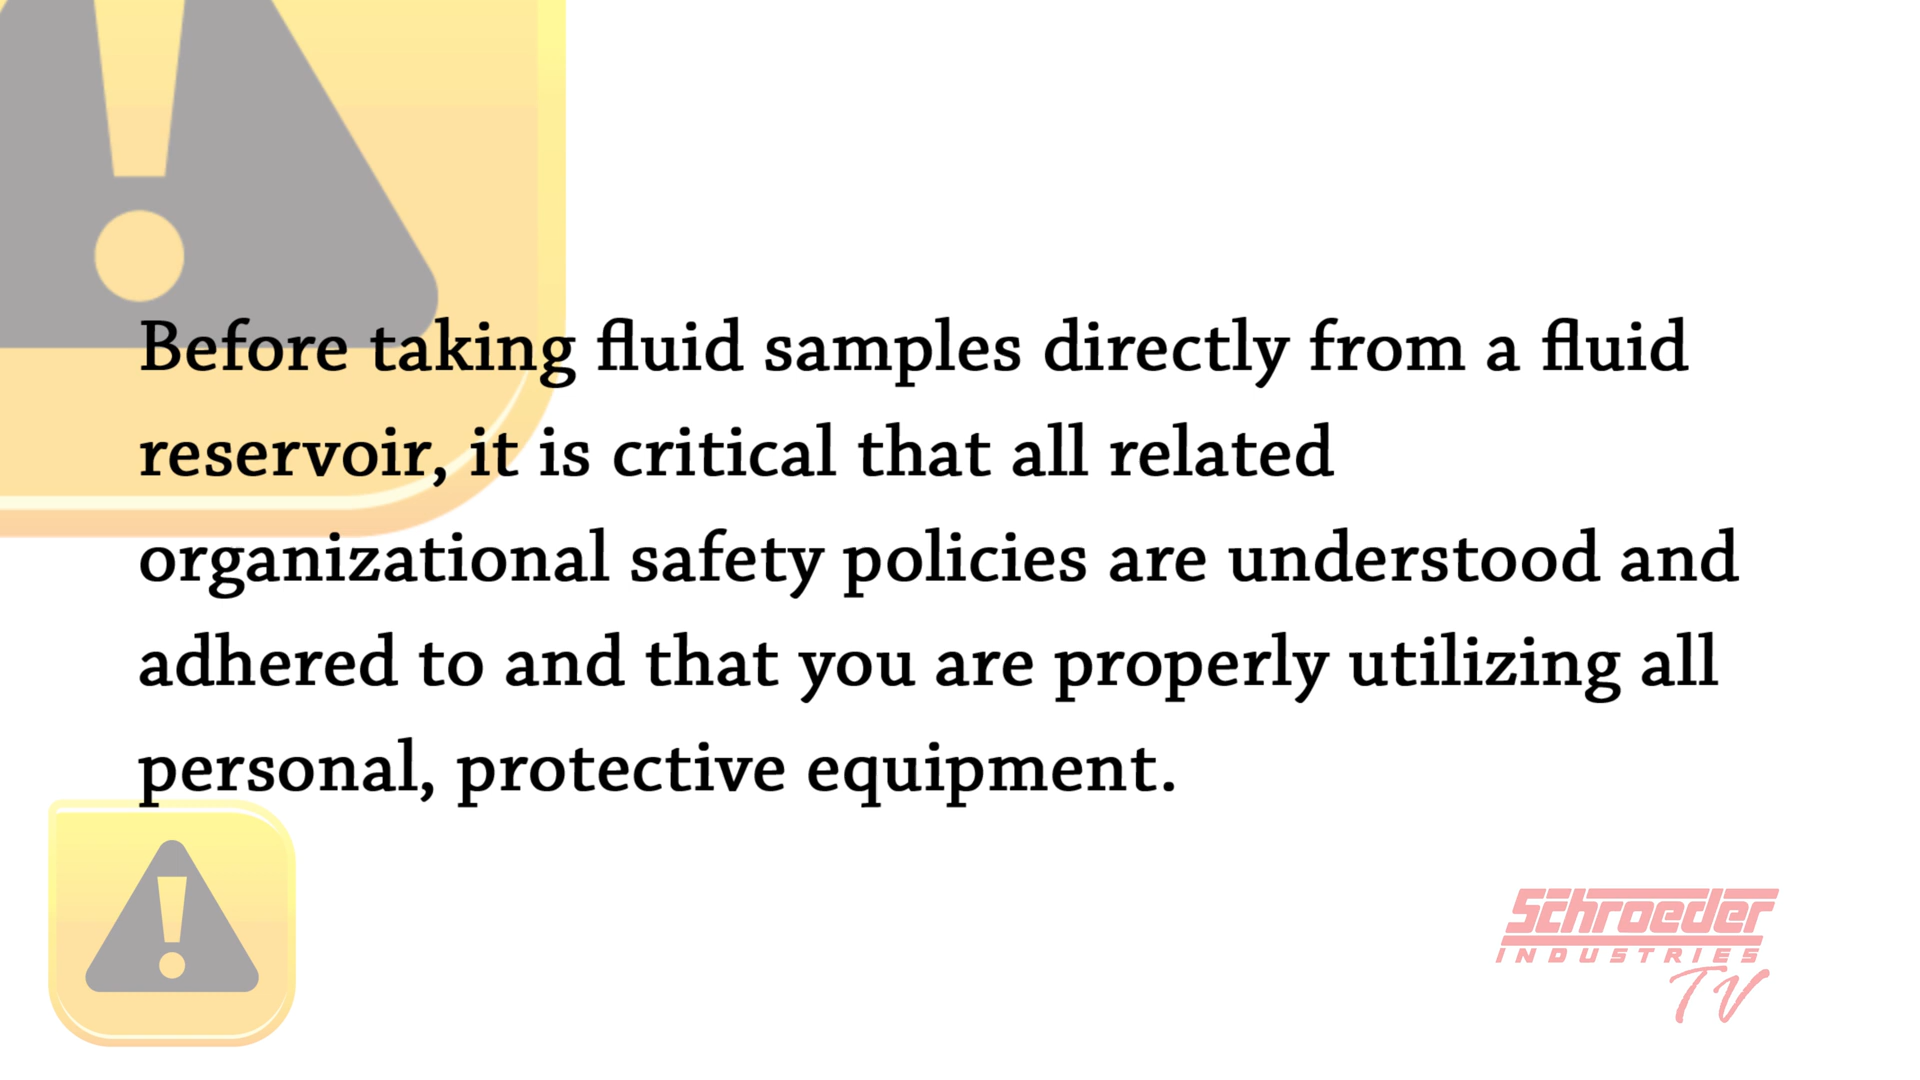 Before taking fluid samples directly from a fluid
reservoir, it is critical that all related
organizational safety policies are understood and
adhered to and that you are properly utilizing all
personal, protective equipment.
Schroeder
INDUSTRIES
TV